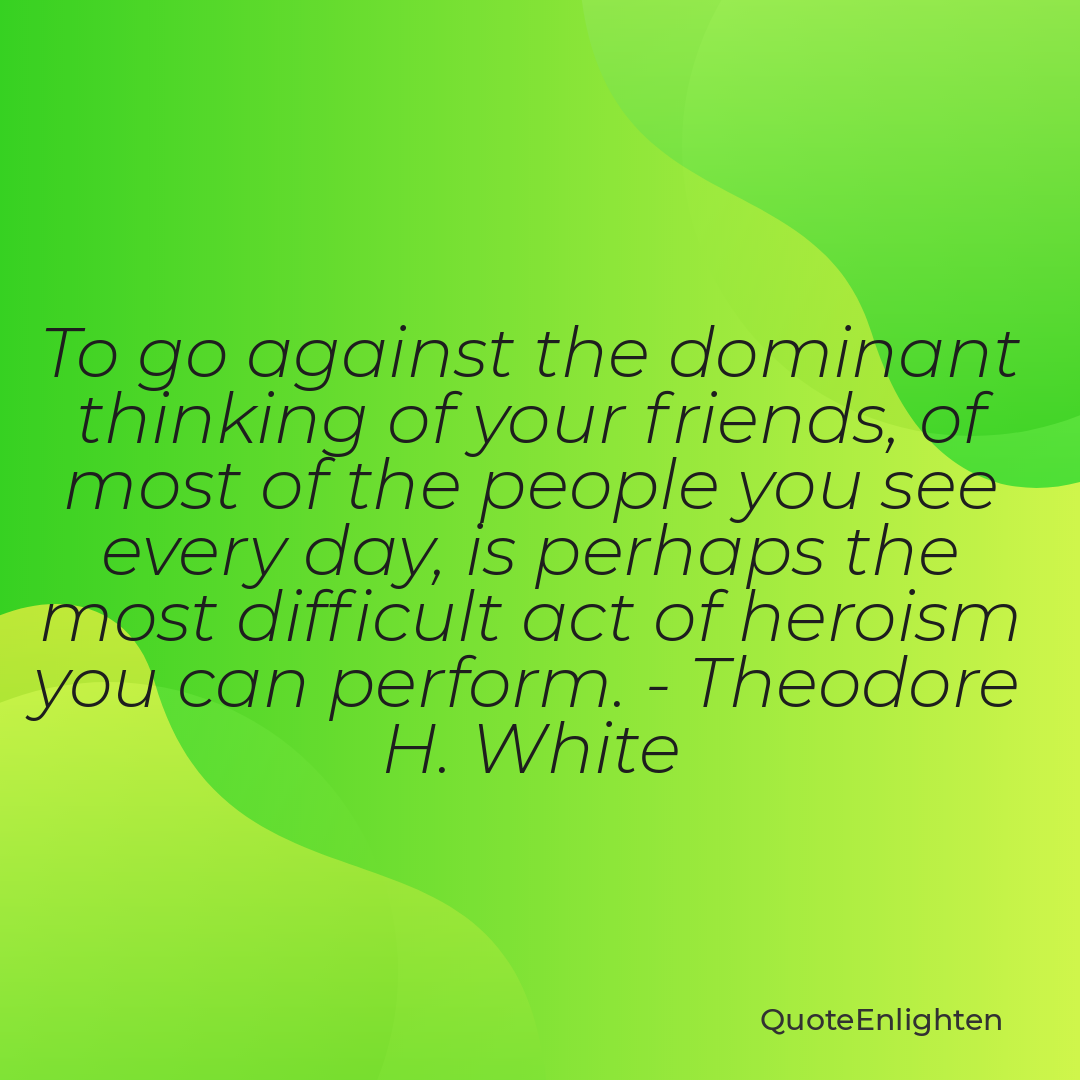 To go against the dominant
thinking of your friends, of
most of the people you see
every day, is perhaps the
most difficult act of heroism
you can perform. - Theodore
H. White
QuoteEnlighten